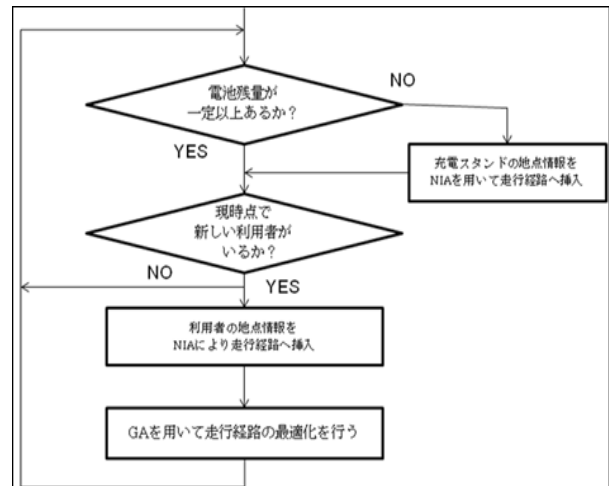 電池残量が
一定以上あるか？
NO
YES
充電スタンドの地点情報を
NIAを用いて走行経路へ挿入
現時点で
新しい利用者が
いるか？
NO
YES
利用者の地点情報を
NIAにより走行経路へ挿入
GAを用いて走行経路の最適化を行う